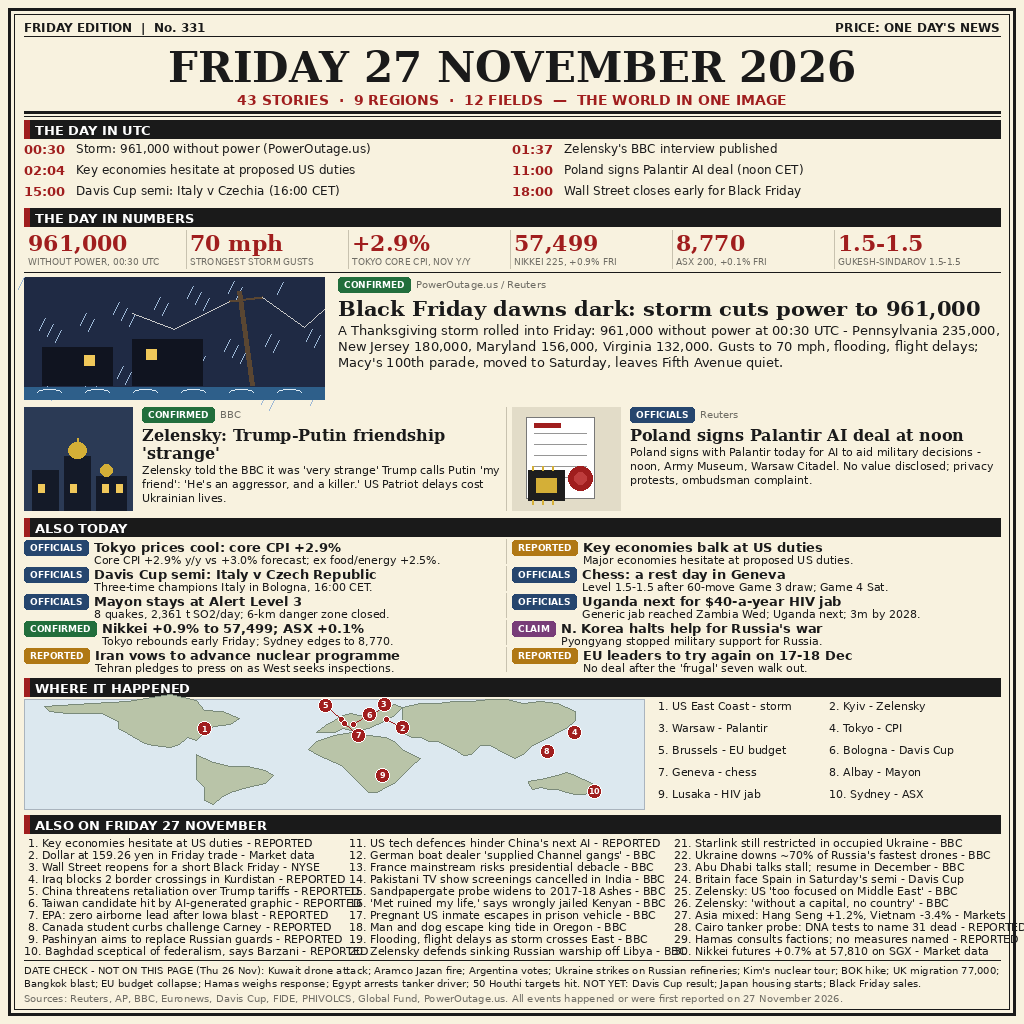 FRIDAY EDITION | No. 331
PRICE: ONE DAY'S NEWS
FRIDAY 27 NOVEMBER 2026
43 STORIES · 9 REGIONS · 12 FIELDS — THE WORLD IN ONE IMAGE
THE DAY IN UTC
00:30 Storm: 961,000 without power (PowerOutage.us)
01:37 Zelensky's BBC interview published
02:04 Key economies hesitate at proposed US duties
11:00 Poland signs Palantir AI deal (noon CET)
15:00 Davis Cup semi: Italy v Czechia (16:00 CET)
18:00 Wall Street closes early for Black Friday
THE DAY IN NUMBERS
961,000
WITHOUT POWER, 00:30 UTC
70 mph
STRONGEST STORM GUSTS
+2.9%
TOKYO CORE CPI, NOV Y/Y
57,499
NIKKEI 225, +0.9% FRI
8,770
ASX 200, +0.1% FRI
1.5-1.5
GUKESH-SINDAROV 1.5-1.5
CONFIRMED PowerOutage.us / Reuters
Black Friday dawns dark: storm cuts power to 961,000
A Thanksgiving storm rolled into Friday: 961,000 without power at 00:30 UTC - Pennsylvania 235,000,
New Jersey 180,000, Maryland 156,000, Virginia 132,000. Gusts to 70 mph, flooding, flight delays;
Macy's 100th parade, moved to Saturday, leaves Fifth Avenue quiet.
CONFIRMED BBC
Zelensky: Trump-Putin friendship
'strange'
Zelensky told the BBC it was 'very strange' Trump calls Putin 'my
friend': 'He's an aggressor, and a killer.' US Patriot delays cost
Ukrainian lives.
OFFICIALS Reuters
Poland signs Palantir AI deal at noon
Poland signs with Palantir today for AI to aid military decisions -
noon, Army Museum, Warsaw Citadel. No value disclosed; privacy
protests, ombudsman complaint.
ALSO TODAY
OFFICIALS Tokyo prices cool: core CPI +2.9%
Core CPI +2.9% y/y vs +3.0% forecast; ex food/energy +2.5%.
REPORTED Key economies balk at US duties
Major economies hesitate at proposed US duties.
OFFICIALS Davis Cup semi: Italy v Czech Republic
Three-time champions Italy in Bologna, 16:00 CET.
OFFICIALS Chess: a rest day in Geneva
Level 1.5-1.5 after 60-move Game 3 draw; Game 4 Sat.
OFFICIALS Mayon stays at Alert Level 3
8 quakes, 2,361 t SO2/day; 6-km danger zone closed.
OFFICIALS Uganda next for $40-a-year HIV jab
Generic jab reached Zambia Wed; Uganda next; 3m by 2028.
CONFIRMED Nikkei +0.9% to 57,499; ASX +0.1%
Tokyo rebounds early Friday; Sydney edges to 8,770.
CLAIM N. Korea halts help for Russia's war
Pyongyang stopped military support for Russia.
REPORTED Iran vows to advance nuclear programme
Tehran pledges to press on as West seeks inspections.
REPORTED EU leaders to try again on 17-18 Dec
No deal after the 'frugal' seven walk out.
WHERE IT HAPPENED
1
5
3
6
2
7
4
8
9
10
1. US East Coast - storm
2. Kyiv - Zelensky
3. Warsaw - Palantir
4. Tokyo - CPI
5. Brussels - EU budget
6. Bologna - Davis Cup
7. Geneva - chess
8. Albay - Mayon
9. Lusaka - HIV jab
10. Sydney - ASX
ALSO ON FRIDAY 27 NOVEMBER
1. Key economies hesitate at US duties - REPORTED
2. Dollar at 159.26 yen in Friday trade - Market data
3. Wall Street reopens for a short Black Friday - NYSE
4. Iraq blocks 2 border crossings in Kurdistan - REPORTED
5. China threatens retaliation over Trump tariffs - REPORTED
6. Taiwan candidate hit by AI-generated graphic - REPORTED
7. EPA: zero airborne lead after Iowa blast - REPORTED
8. Canada student curbs challenge Carney - REPORTED
9. Pashinyan aims to replace Russian guards - REPORTED
10. Baghdad sceptical of federalism, says Barzani - REPORTED
11. US tech defences hinder China's next AI - REPORTED
12. German boat dealer 'supplied Channel gangs' - BBC
13. France mainstream risks presidential debacle - BBC
14. Pakistani TV show screenings cancelled in India - BBC
15. Sandpapergate probe widens to 2017-18 Ashes - BBC
16. 'Met ruined my life,' says wrongly jailed Kenyan - BBC
17. Pregnant US inmate escapes in prison vehicle - BBC
18. Man and dog escape king tide in Oregon - BBC
19. Flooding, flight delays as storm crosses East - BBC
20. Zelensky defends sinking Russian warship off Libya - BBC
21. Starlink still restricted in occupied Ukraine - BBC
22. Ukraine downs ~70% of Russia's fastest drones - BBC
23. Abu Dhabi talks stall; resume in December - BBC
24. Britain face Spain in Saturday's semi - Davis Cup
25. Zelensky: US 'too focused on Middle East' - BBC
26. Zelensky: 'without a capital, no country' - BBC
27. Asia mixed: Hang Seng +1.2%, Vietnam -3.4% - Markets
28. Cairo tanker probe: DNA tests to name 31 dead - REPORTED
29. Hamas consults factions; no measures named - REPORTED
30. Nikkei futures +0.7% at 57,810 on SGX - Market data
DATE CHECK - NOT ON THIS PAGE (Thu 26 Nov): Kuwait drone attack; Aramco Jazan fire; Argentina votes; Ukraine strikes on Russian refineries; Kim's nuclear tour; BOK hike; UK migration 77,000;
Bangkok blast; EU budget collapse; Hamas weighs response; Egypt arrests tanker driver; 50 Houthi targets hit. NOT YET: Davis Cup result; Japan housing starts; Black Friday sales.
Sources: Reuters, AP, BBC, Euronews, Davis Cup, FIDE, PHIVOLCS, Global Fund, PowerOutage.us. All events happened or were first reported on 27 November 2026.